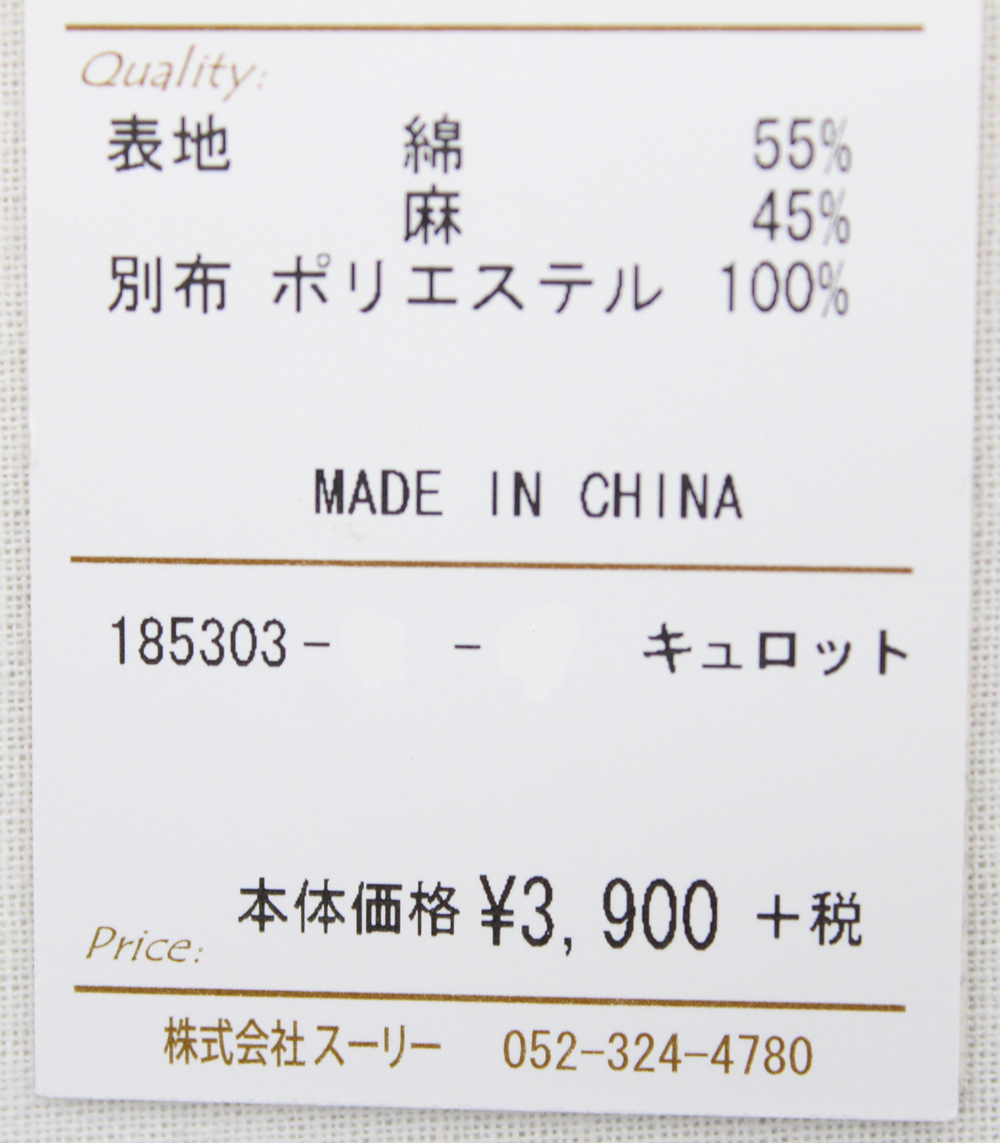 Quality:
表地 綿 55%
麻 45%
別布 ポリエステル 100%
MADE IN CHINA
185303- - キュロット
Price: 本体価格 ¥3,900 +税
株式会社スーリー 052-324-4780